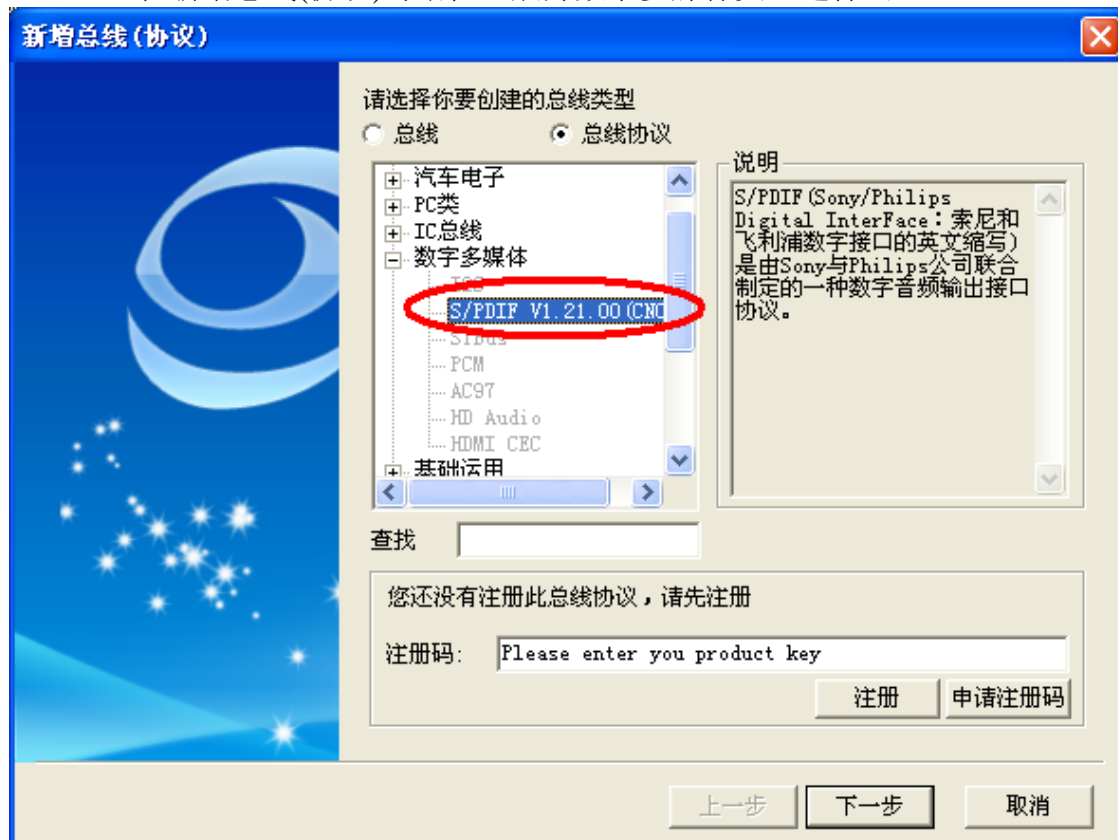 新增总线(协议)
请选择你要创建的总线类型
总线 总线协议
汽车电子
PC类
IC总线
数字多媒体
S/PDIF V1.21.00(CNC
STBus
PCM
AC97
HD Audio
HDMI CEC
基础运用
说明
S/PDIF(Sony/Philips
Digital InterFace：索尼和
飞利浦数字接口的英文缩写)
是由Sony与Philips公司联合
制定的一种数字音频输出接口
协议。
查找
您还没有注册此总线协议，请先注册
注册码: Please enter you product key
注册 申请注册码
上一步 下一步 取消